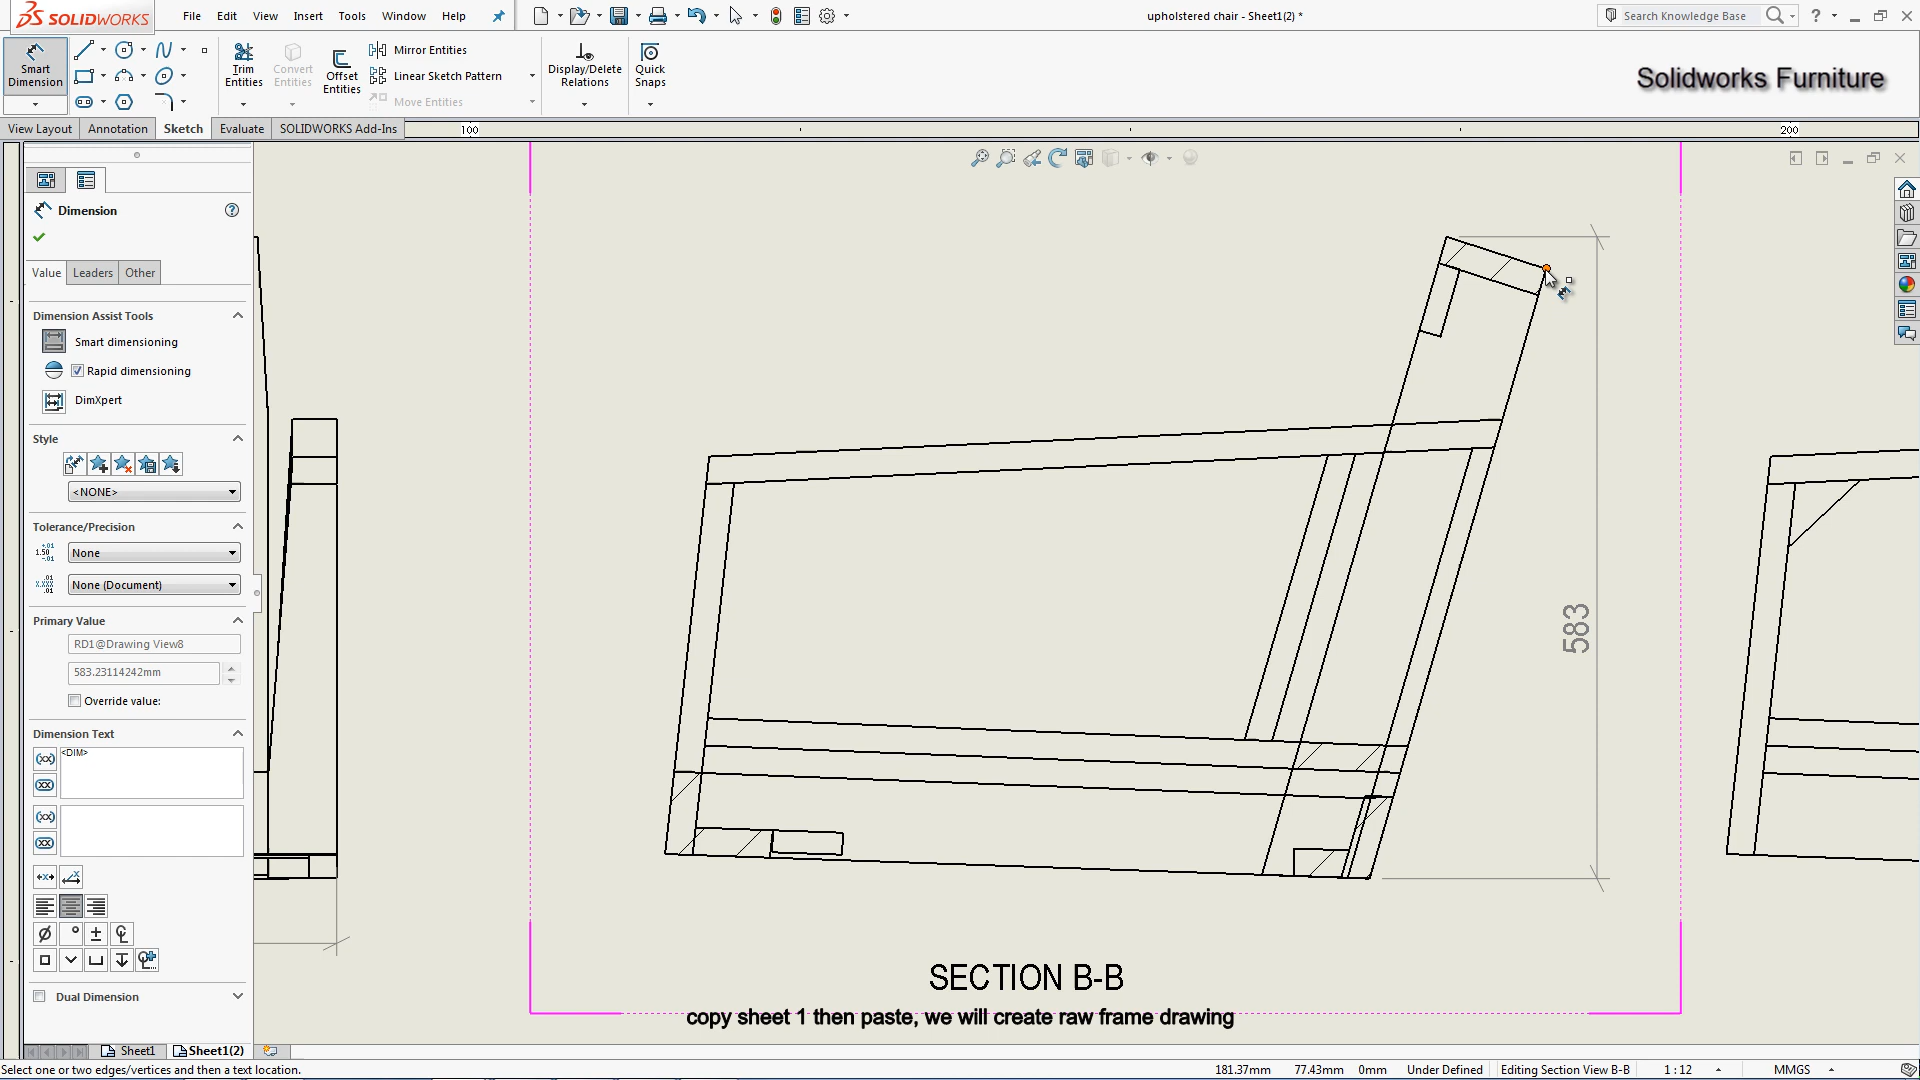 SOLIDWORKS
File Edit View Insert Tools Window Help
upholstered chair - Sheet1(2) *
Search Knowledge Base
Smart Dimension
Trim Entities
Convert Entities
Offset Entities
Mirror Entities
Linear Sketch Pattern
Move Entities
Display/Delete Relations
Quick Snaps
Solidworks Furniture
View Layout Annotation Sketch Evaluate SOLIDWORKS Add-Ins
100
200
Dimension
Value Leaders Other
Dimension Assist Tools
Smart dimensioning
Rapid dimensioning
DimXpert
Style
<NONE>
Tolerance/Precision
None
None (Document)
Primary Value
RD1@Drawing View8
583.23114242mm
Override value:
Dimension Text
<DIM>
Dual Dimension
583
SECTION B-B
copy sheet 1 then paste, we will create raw frame drawing
Sheet1 Sheet1(2)
Select one or two edges/vertices and then a text location.
181.37mm 77.43mm 0mm Under Defined Editing Section View B-B 1 : 12 MMGS